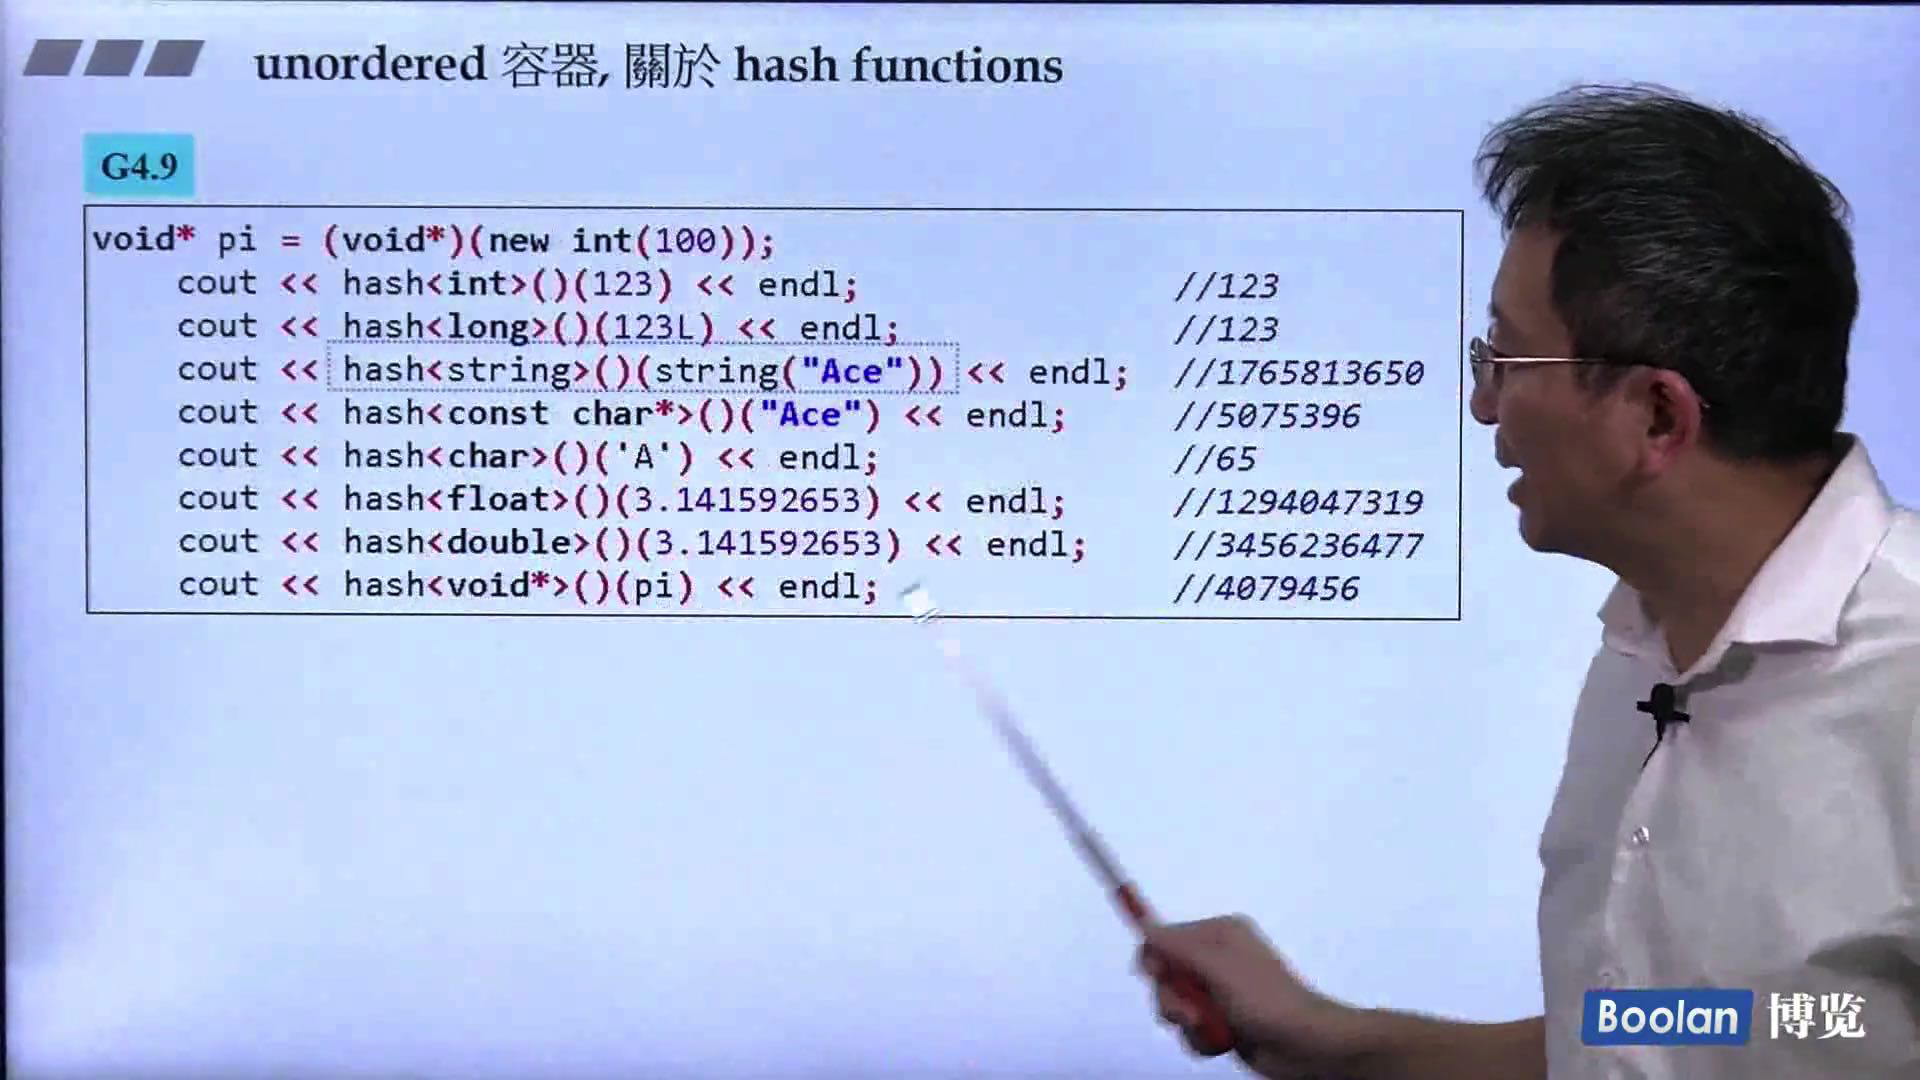 unordered 容器, 關於 hash functions
G4.9
void* pi = (void*)(new int(100));
cout << hash<int>()(123) << endl; //123
cout << hash<long>()(123L) << endl; //123
cout << hash<string>()(string("Ace")) << endl; //1765813650
cout << hash<const char*>()("Ace") << endl; //5075396
cout << hash<char>()('A') << endl; //65
cout << hash<float>()(3.141592653) << endl; //1294047319
cout << hash<double>()(3.141592653) << endl; //3456236477
cout << hash<void*>()(pi) << endl; //4079456
Boolan 博览